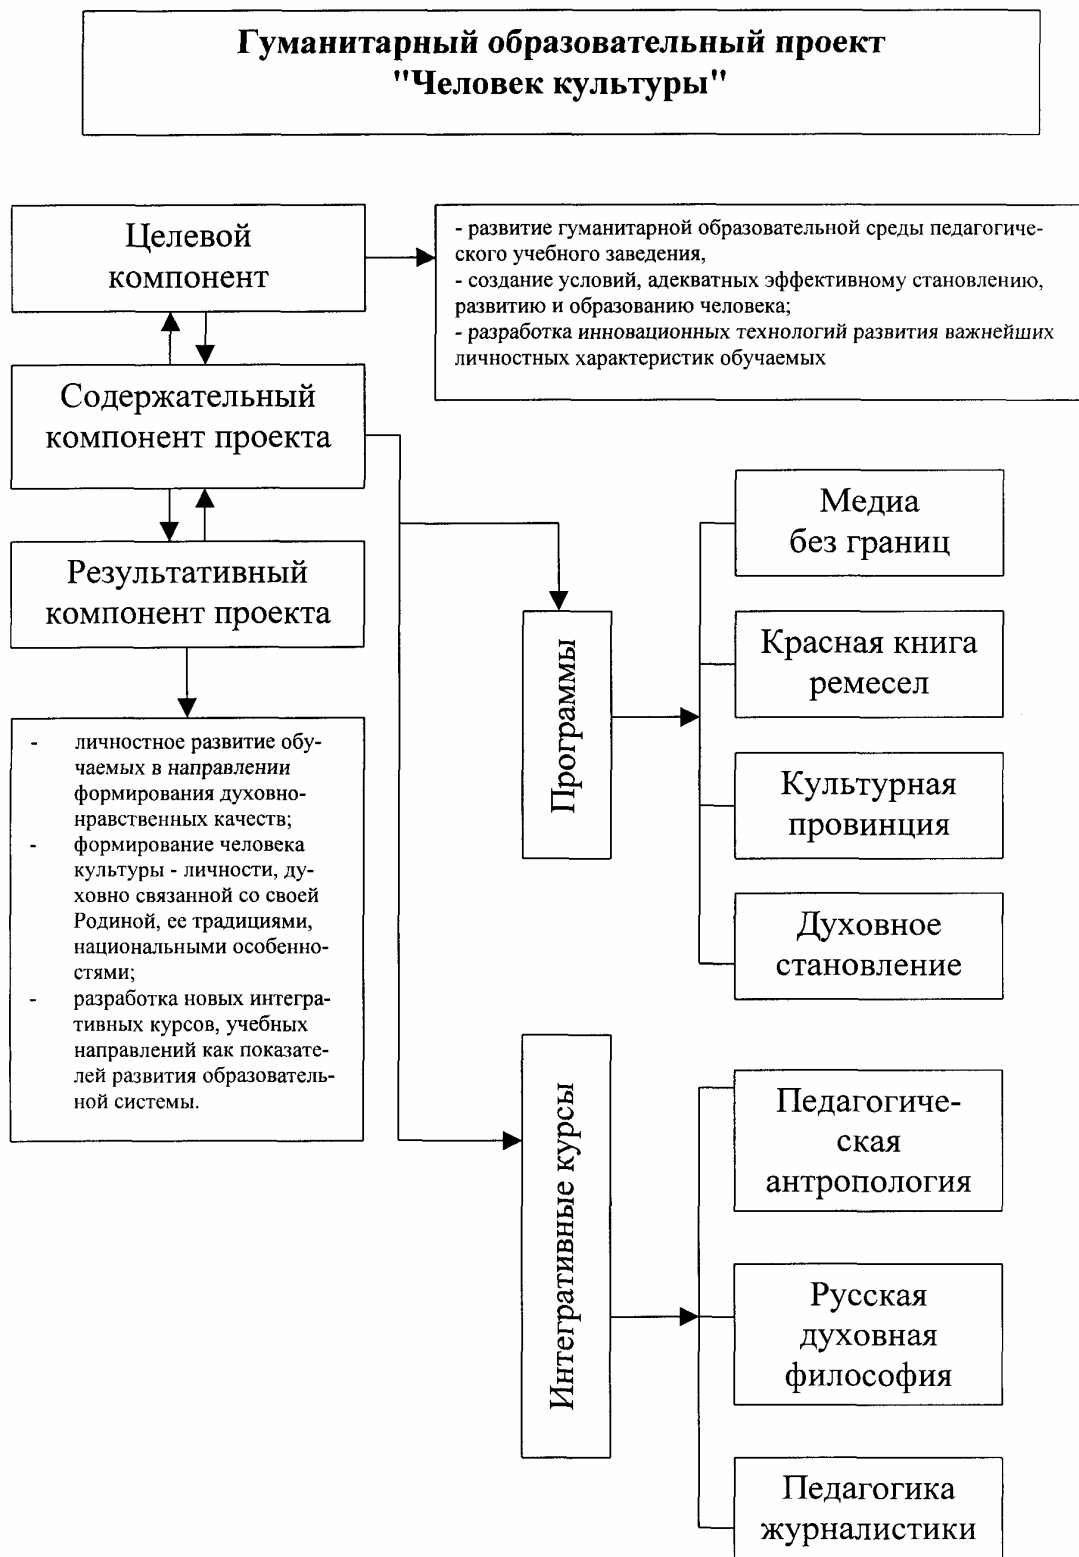 Гуманитарный образовательный проект
"Человек культуры"
Целевой
компонент
- развитие гуманитарной образовательной среды педагогиче-
ского учебного заведения,
- создание условий, адекватных эффективному становлению,
развитию и образованию человека;
- разработка инновационных технологий развития важнейших
личностных характеристик обучаемых
Содержательный
компонент проекта
Результативный
компонент проекта
- личностное развитие обу-
чаемых в направлении
формирования духовно-
нравственных качеств;
- формирование человека
культуры - личности, ду-
ховно связанной со своей
Родиной, ее традициями,
национальными особенно-
стями;
- разработка новых интегра-
тивных курсов, учебных
направлений как показате-
лей развития образователь-
ной системы.
Программы
Медиа
без границ
Красная книга
ремесел
Культурная
провинция
Духовное
становление
Интегративные курсы
Педагогиче-
ская
антропология
Русская
духовная
философия
Педагогика
журналистики